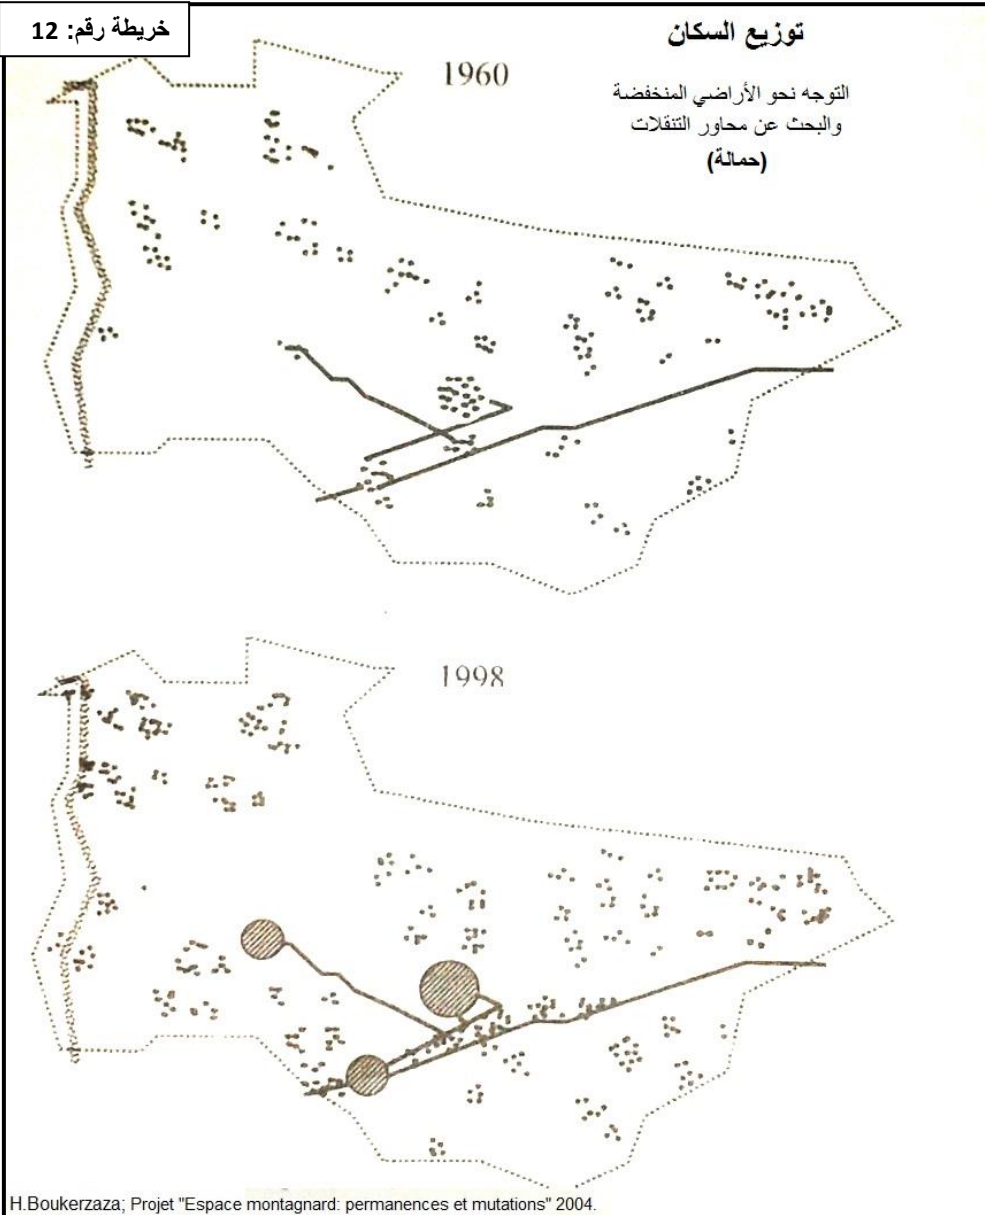 خريطة رقم: 12
توزيع السكان
التوجه نحو الأراضي المنخفضة
والبحث عن محاور التنقلات
(حمالة)
1960
1998
H.Boukerzaza; Projet "Espace montagnard: permanences et mutations" 2004.